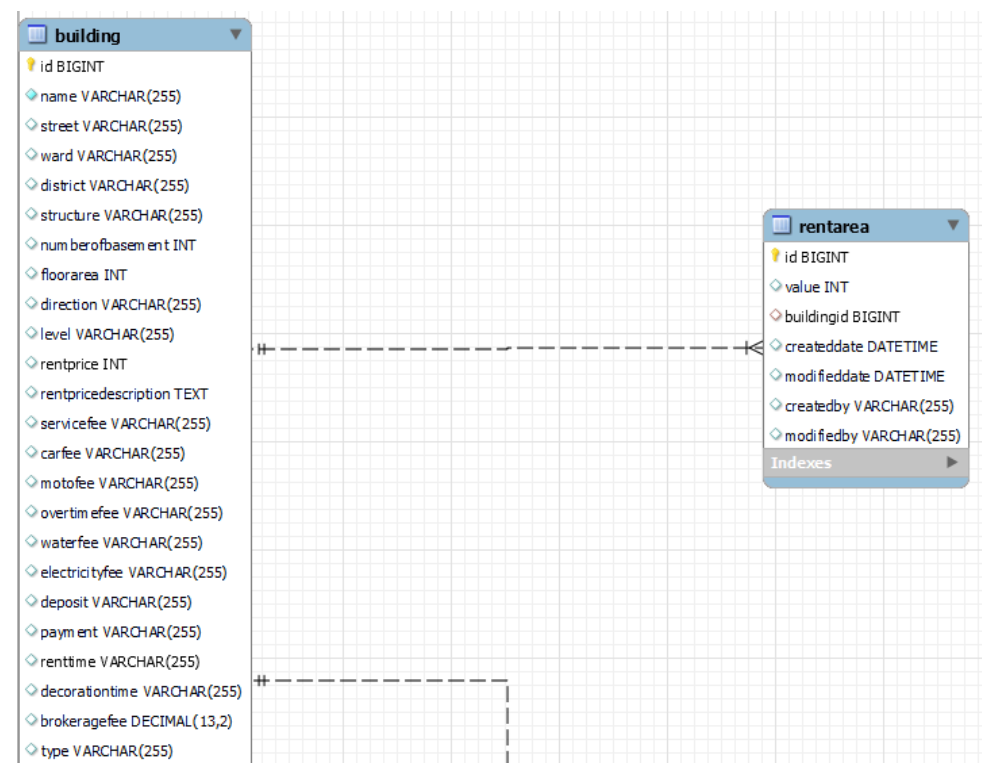 building
id BIGINT
name VARCHAR(255)
street VARCHAR(255)
ward VARCHAR(255)
district VARCHAR(255)
structure VARCHAR(255)
numberofbasement INT
floorarea INT
direction VARCHAR(255)
level VARCHAR(255)
rentprice INT
rentpricedescription TEXT
servicefee VARCHAR(255)
carfee VARCHAR(255)
motofee VARCHAR(255)
overtimefee VARCHAR(255)
waterfee VARCHAR(255)
electricityfee VARCHAR(255)
deposit VARCHAR(255)
payment VARCHAR(255)
renttime VARCHAR(255)
decorationtime VARCHAR(255)
brokeragefee DECIMAL(13,2)
type VARCHAR(255)
rentarea
id BIGINT
value INT
buildingid BIGINT
createddate DATETIME
modifieddate DATETIME
createdby VARCHAR(255)
modifiedby VARCHAR(255)
Indexes